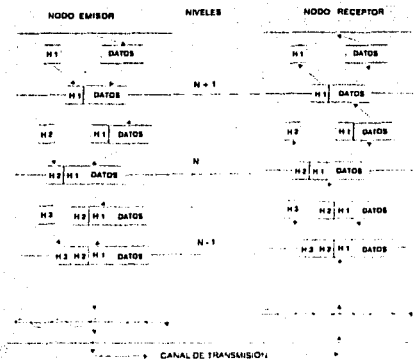 NODO EMISOR NIVELES NODO RECEPTOR
H1 DATOS H1 DATOS
N + 1
H1 DATOS H1 DATOS
H2 H1 DATOS H2 H1 DATOS
N
H2 H1 DATOS H2 H1 DATOS
H3 H2 H1 DATOS H3 H2 H1 DATOS
N - 1
H3 H2 H1 DATOS H3 H2 H1 DATOS
CANAL DE TRANSMISION